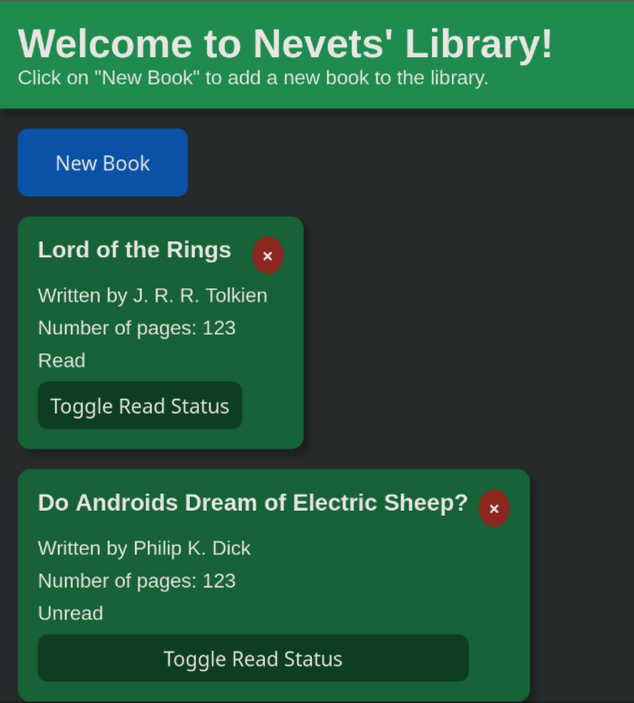 Welcome to Nevets' Library!
Click on "New Book" to add a new book to the library.
New Book
Lord of the Rings
×
Written by J. R. R. Tolkien
Number of pages: 123
Read
Toggle Read Status
Do Androids Dream of Electric Sheep?
×
Written by Philip K. Dick
Number of pages: 123
Unread
Toggle Read Status